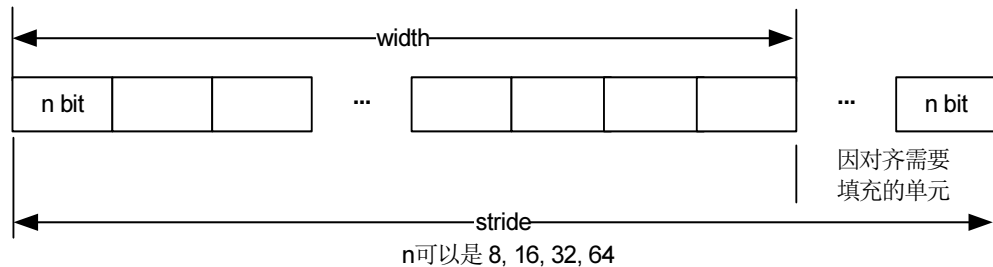 width
n bit
...
...
n bit
因对齐需要
填充的单元
stride
n可以是 8, 16, 32, 64